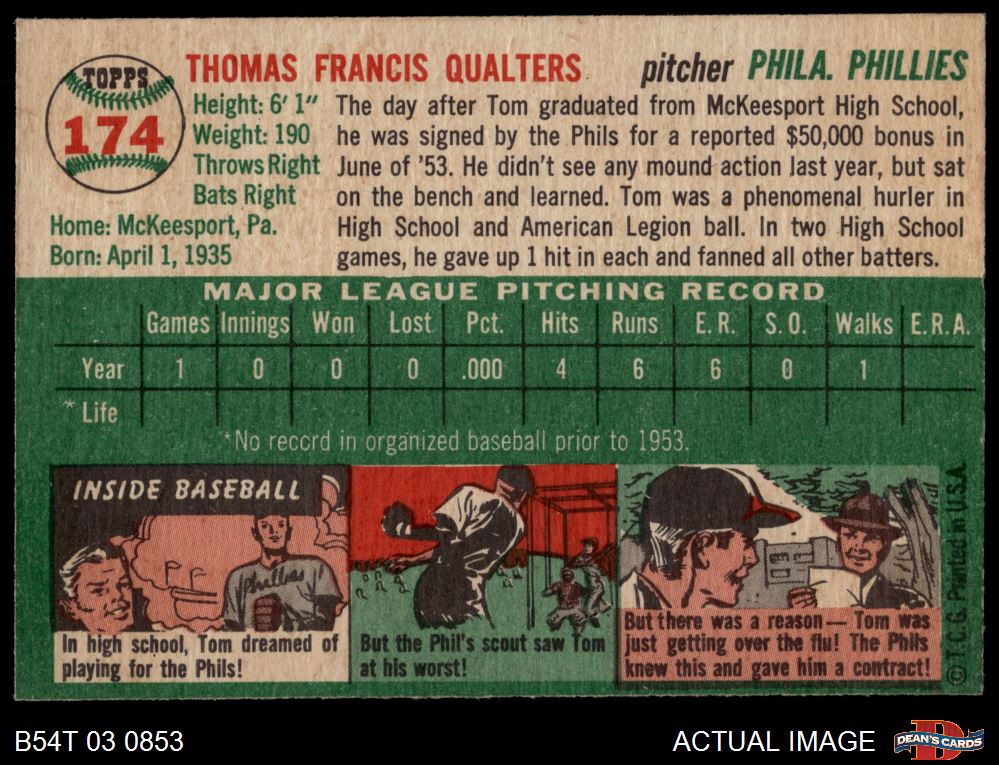 TOPPS
174
THOMAS FRANCIS QUALTERS
pitcher PHILA. PHILLIES
Height: 6' 1"
Weight: 190
Throws Right
Bats Right
Home: McKeesport, Pa.
Born: April 1, 1935
The day after Tom graduated from McKeesport High School,
he was signed by the Phils for a reported $50,000 bonus in
June of '53. He didn't see any mound action last year, but sat
on the bench and learned. Tom was a phenomenal hurler in
High School and American Legion ball. In two High School
games, he gave up 1 hit in each and fanned all other batters.
MAJOR LEAGUE PITCHING RECORD
Games Innings Won Lost Pct. Hits Runs E. R. S. O. Walks E.R.A.
Year 1 0 0 0 .000 4 6 6 0 1
* Life
*No record in organized baseball prior to 1953.
INSIDE BASEBALL
Phillies
In high school, Tom dreamed of
playing for the Phils!
But the Phil's scout saw Tom
at his worst!
But there was a reason — Tom was
just getting over the flu! The Phils
knew this and gave him a contract!
© T. C. G. Printed in U.S.A.
B54T 03 0853
ACTUAL IMAGE
DEAN'S CARDS